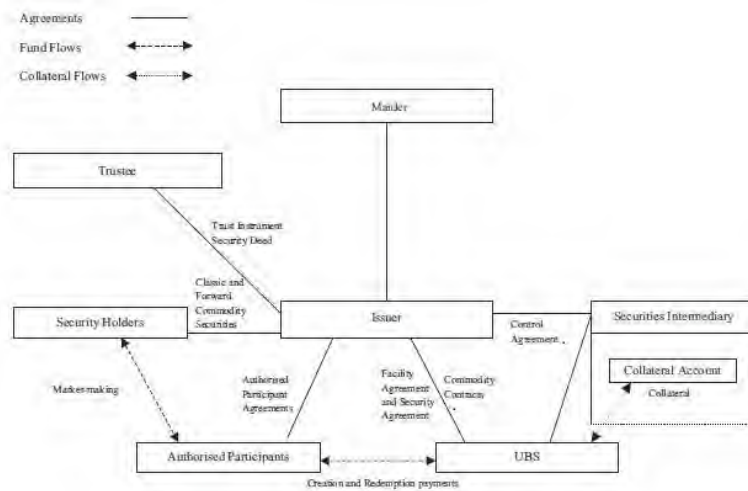 Agreements
Fund Flows
Collateral Flows
Master
Trustee
Trust Instrument
Security Deed
Classic and
Forward
Commodity
Securities
Security Holders
Issuer
Securities Intermediary
Control
Agreement
Collateral Account
Collateral
Market-making
Authorised
Participant
Agreements
Facility
Agreement
and Security
Agreement
Commodity
Contracts
Authorised Participants
UBS
Creation and Redemption payments